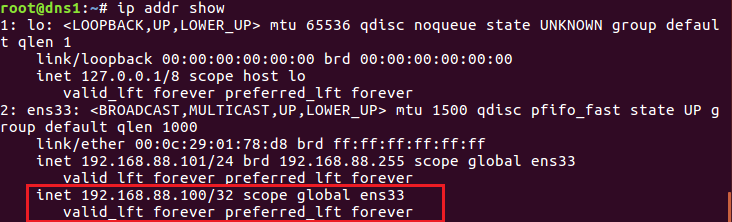 root@dns1:~# ip addr show
1: lo: <LOOPBACK,UP,LOWER_UP> mtu 65536 qdisc noqueue state UNKNOWN group defaul
t qlen 1
    link/loopback 00:00:00:00:00:00 brd 00:00:00:00:00:00
    inet 127.0.0.1/8 scope host lo
       valid_lft forever preferred_lft forever
2: ens33: <BROADCAST,MULTICAST,UP,LOWER_UP> mtu 1500 qdisc pfifo_fast state UP g
roup default qlen 1000
    link/ether 00:0c:29:01:78:d8 brd ff:ff:ff:ff:ff:ff
    inet 192.168.88.101/24 brd 192.168.88.255 scope global ens33
       valid_lft forever preferred_lft forever
    inet 192.168.88.100/32 scope global ens33
       valid_lft forever preferred_lft forever